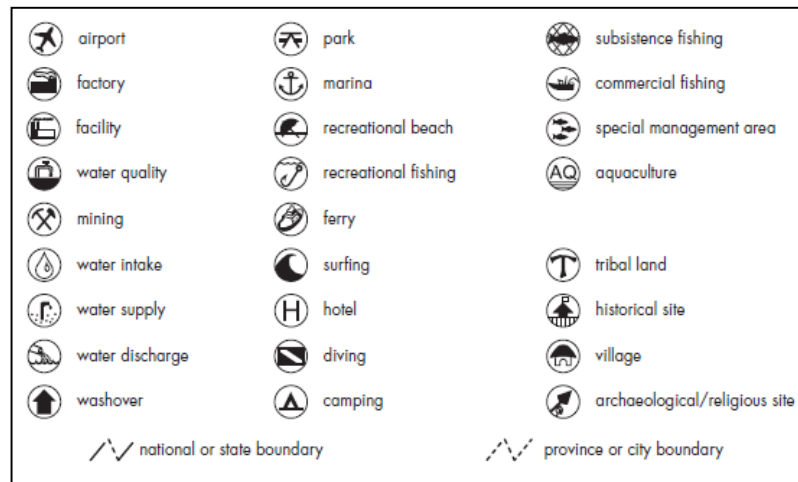 airport
factory
facility
water quality
mining
water intake
water supply
water discharge
washover
park
marina
recreational beach
recreational fishing
ferry
surfing
H hotel
diving
camping
subsistence fishing
commercial fishing
special management area
AQ aquaculture
tribal land
historical site
village
archaeological/religious site
national or state boundary
province or city boundary